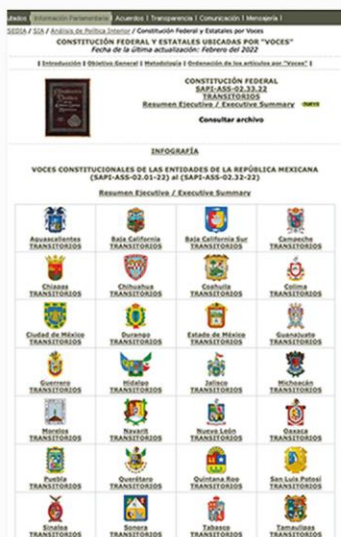 Información Parlamentaria | Acuerdos | Transparencia | Comunicación | Mensajería |
SEDIA / SIA / Análisis de Política Interior / Constitución Federal y Estatales por Voces
CONSTITUCIÓN FEDERAL Y ESTATALES UBICADAS POR "VOCES"
Fecha de la última actualización: Febrero del 2022
| Introducción | Objetivo General | Metodología | Ordenación de los artículos por "Voces" |
CONSTITUCIÓN FEDERAL
SAPI-ASS-02.33.22
TRANSITORIOS
Resumen Ejecutivo / Executive Summary
Consultar archivo
INFOGRAFÍA
VOCES CONSTITUCIONALES DE LAS ENTIDADES DE LA REPÚBLICA MEXICANA
(SAPI-ASS-02.01-22) al (SAPI-ASS-02.32-22)
Resumen Ejecutivo / Executive Summary
Aguascalientes Baja California Baja California Sur Campeche
TRANSITORIOS TRANSITORIOS TRANSITORIOS TRANSITORIOS
Chiapas Chihuahua Coahuila Colima
TRANSITORIOS TRANSITORIOS TRANSITORIOS TRANSITORIOS
Ciudad de México Durango Estado de México Guanajuato
TRANSITORIOS TRANSITORIOS TRANSITORIOS TRANSITORIOS
Guerrero Hidalgo Jalisco Michoacán
TRANSITORIOS TRANSITORIOS TRANSITORIOS TRANSITORIOS
Morelos Nayarit Nuevo León Oaxaca
TRANSITORIOS TRANSITORIOS TRANSITORIOS TRANSITORIOS
Puebla Querétaro Quintana Roo San Luis Potosí
TRANSITORIOS TRANSITORIOS TRANSITORIOS TRANSITORIOS
Sinaloa Sonora Tabasco Tamaulipas
TRANSITORIOS TRANSITORIOS TRANSITORIOS TRANSITORIOS